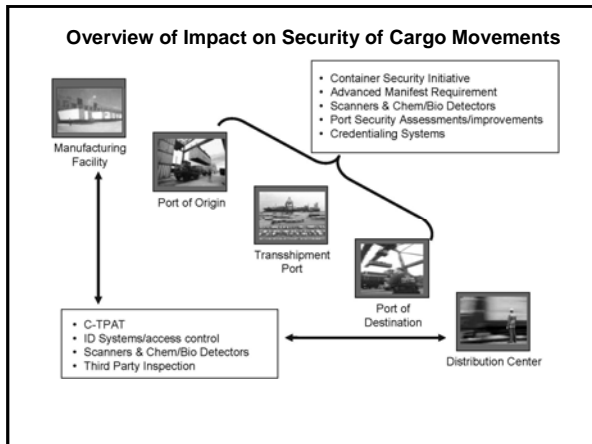 Overview of Impact on Security of Cargo Movements
• Container Security Initiative
• Advanced Manifest Requirement
• Scanners & Chem/Bio Detectors
• Port Security Assessments/improvements
• Credentialing Systems
Manufacturing
Facility
Port of Origin
Transshipment
Port
Port of
Destination
• C-TPAT
• ID Systems/access control
• Scanners & Chem/Bio Detectors
• Third Party Inspection
Distribution Center